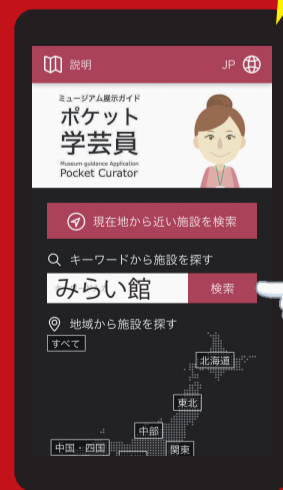 説明
JP
ミュージアム展示ガイド
ポケット
学芸員
Museum guidance Application
Pocket Curator
現在地から近い施設を検索
キーワードから施設を探す
みらい館
検索
地域から施設を探す
すべて
北海道
東北
中部
中国・四国
関東